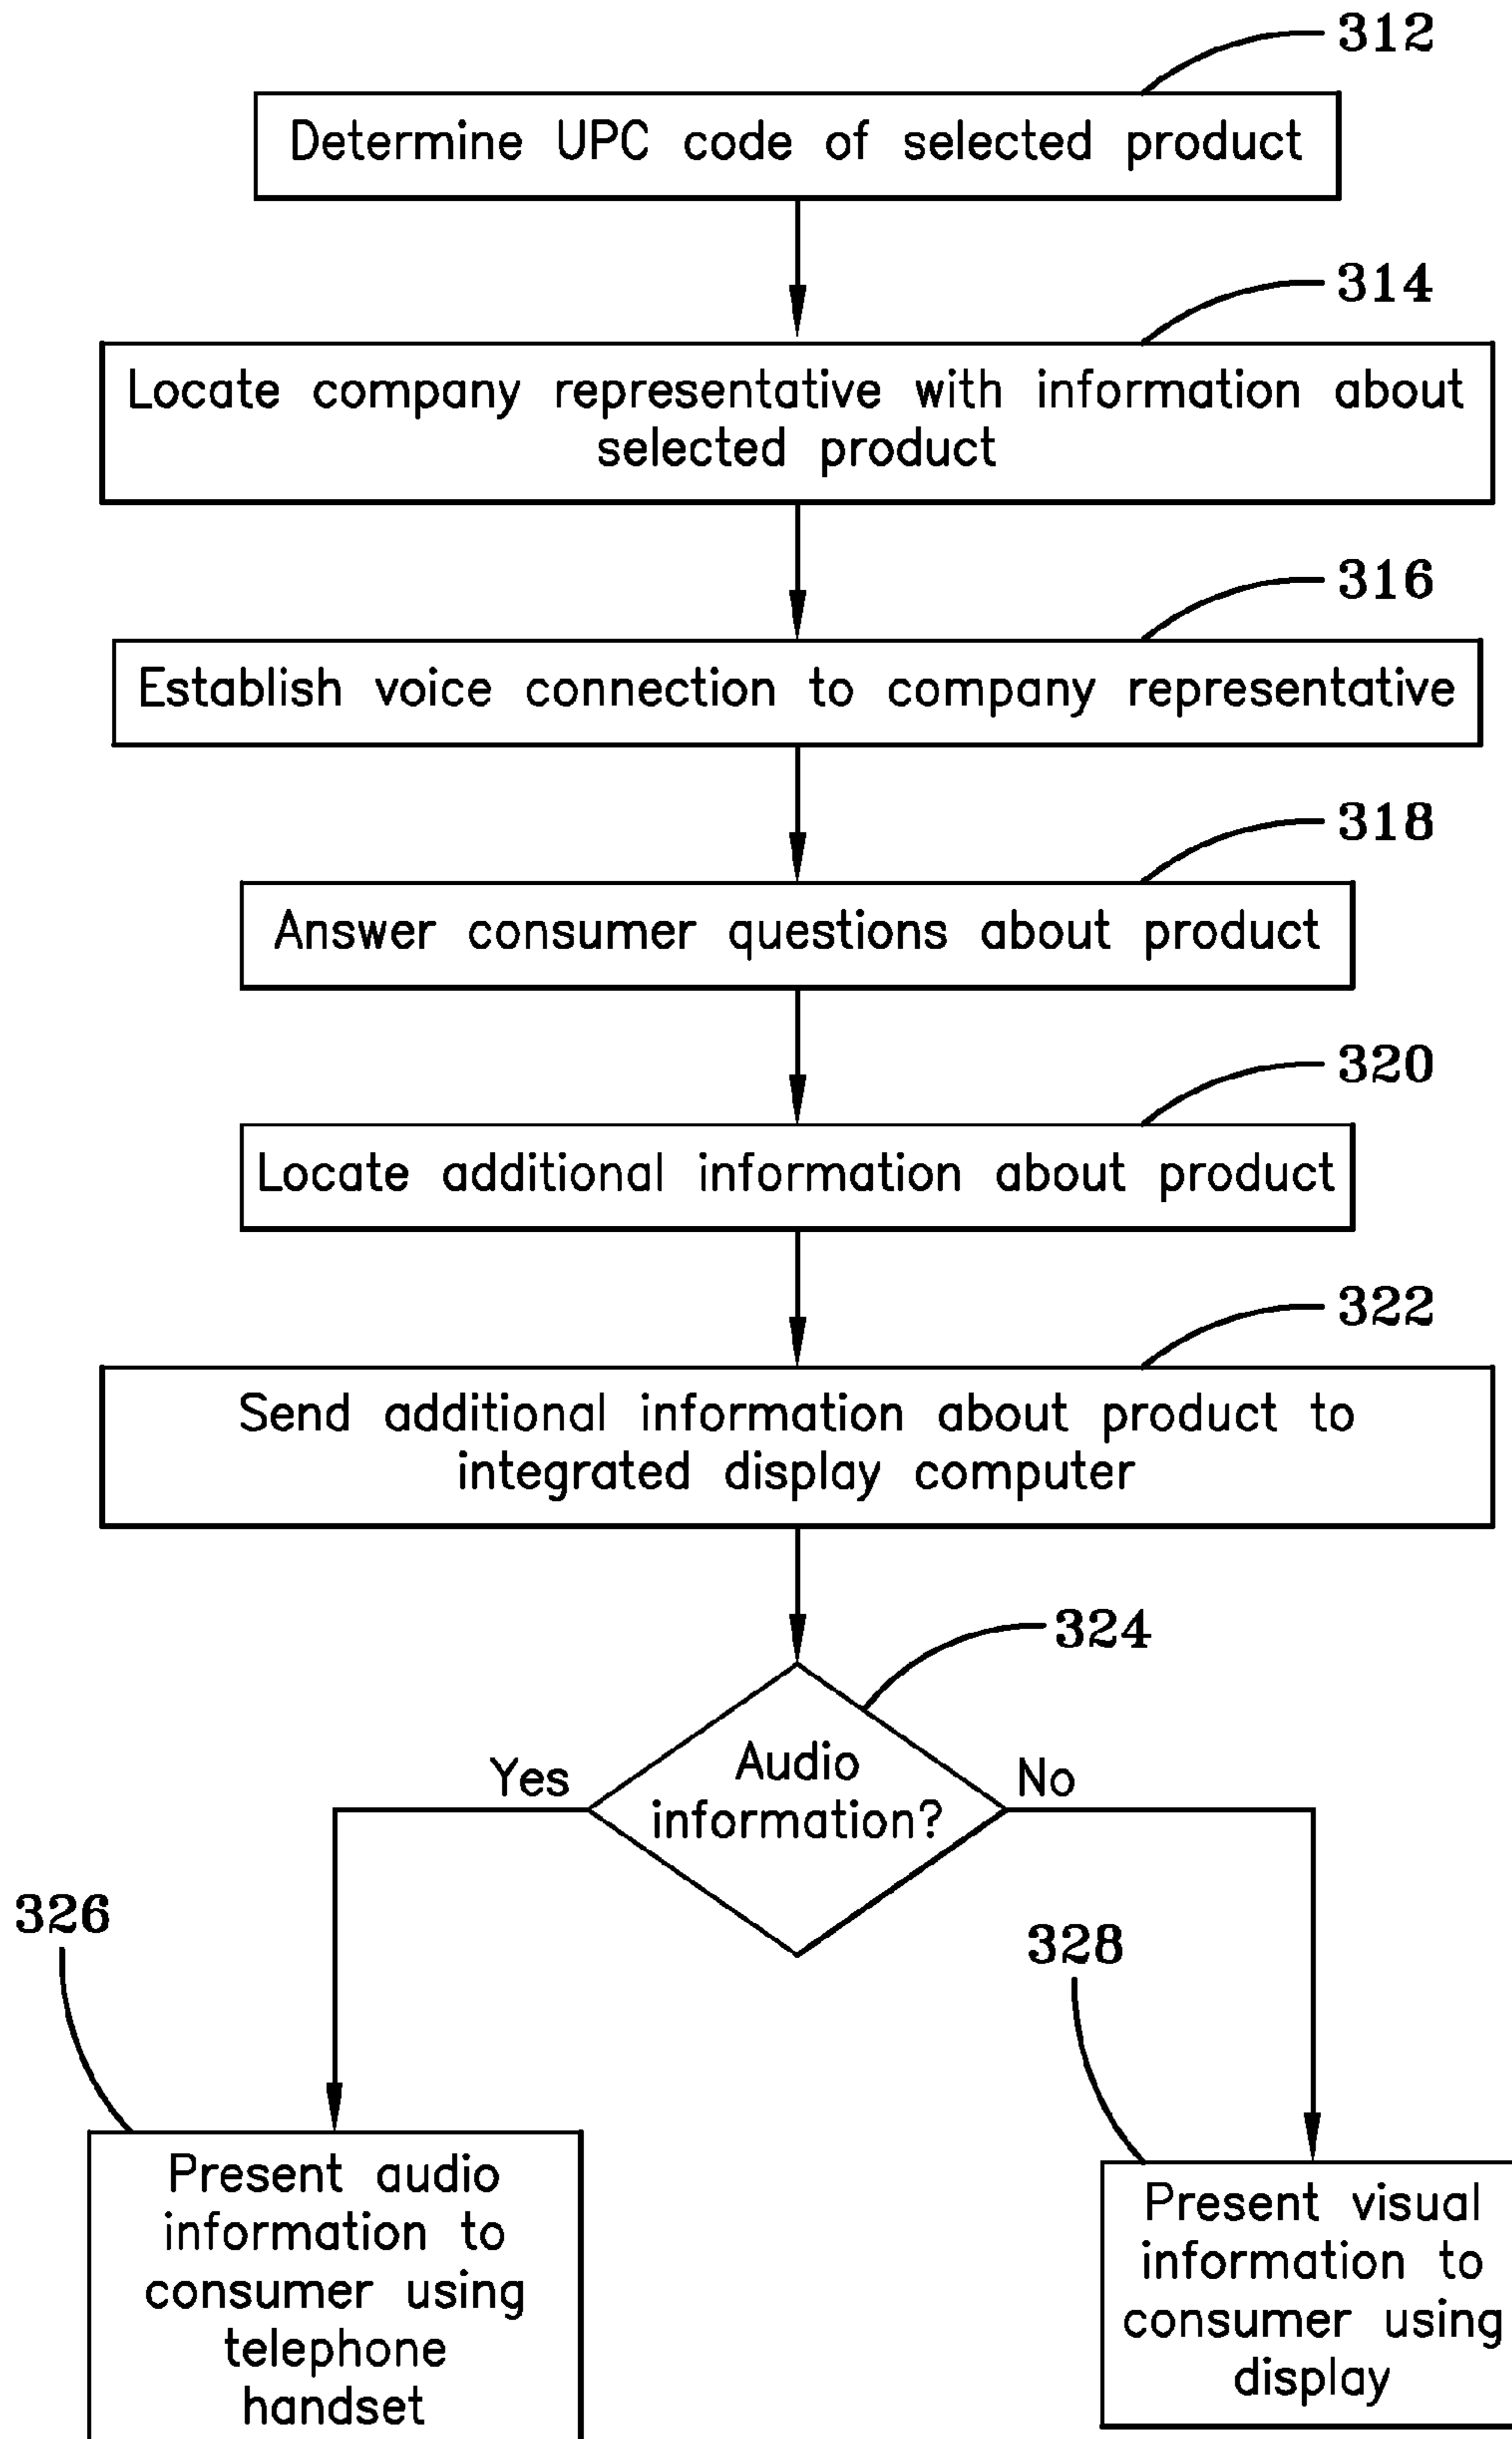 312
Determine UPC code of selected product
314
Locate company representative with information about
selected product
316
Establish voice connection to company representative
318
Answer consumer questions about product
320
Locate additional information about product
322
Send additional information about product to
integrated display computer
324
Audio
information?
Yes
No
326
Present audio
information to
consumer using
telephone
handset
328
Present visual
information to
consumer using
display